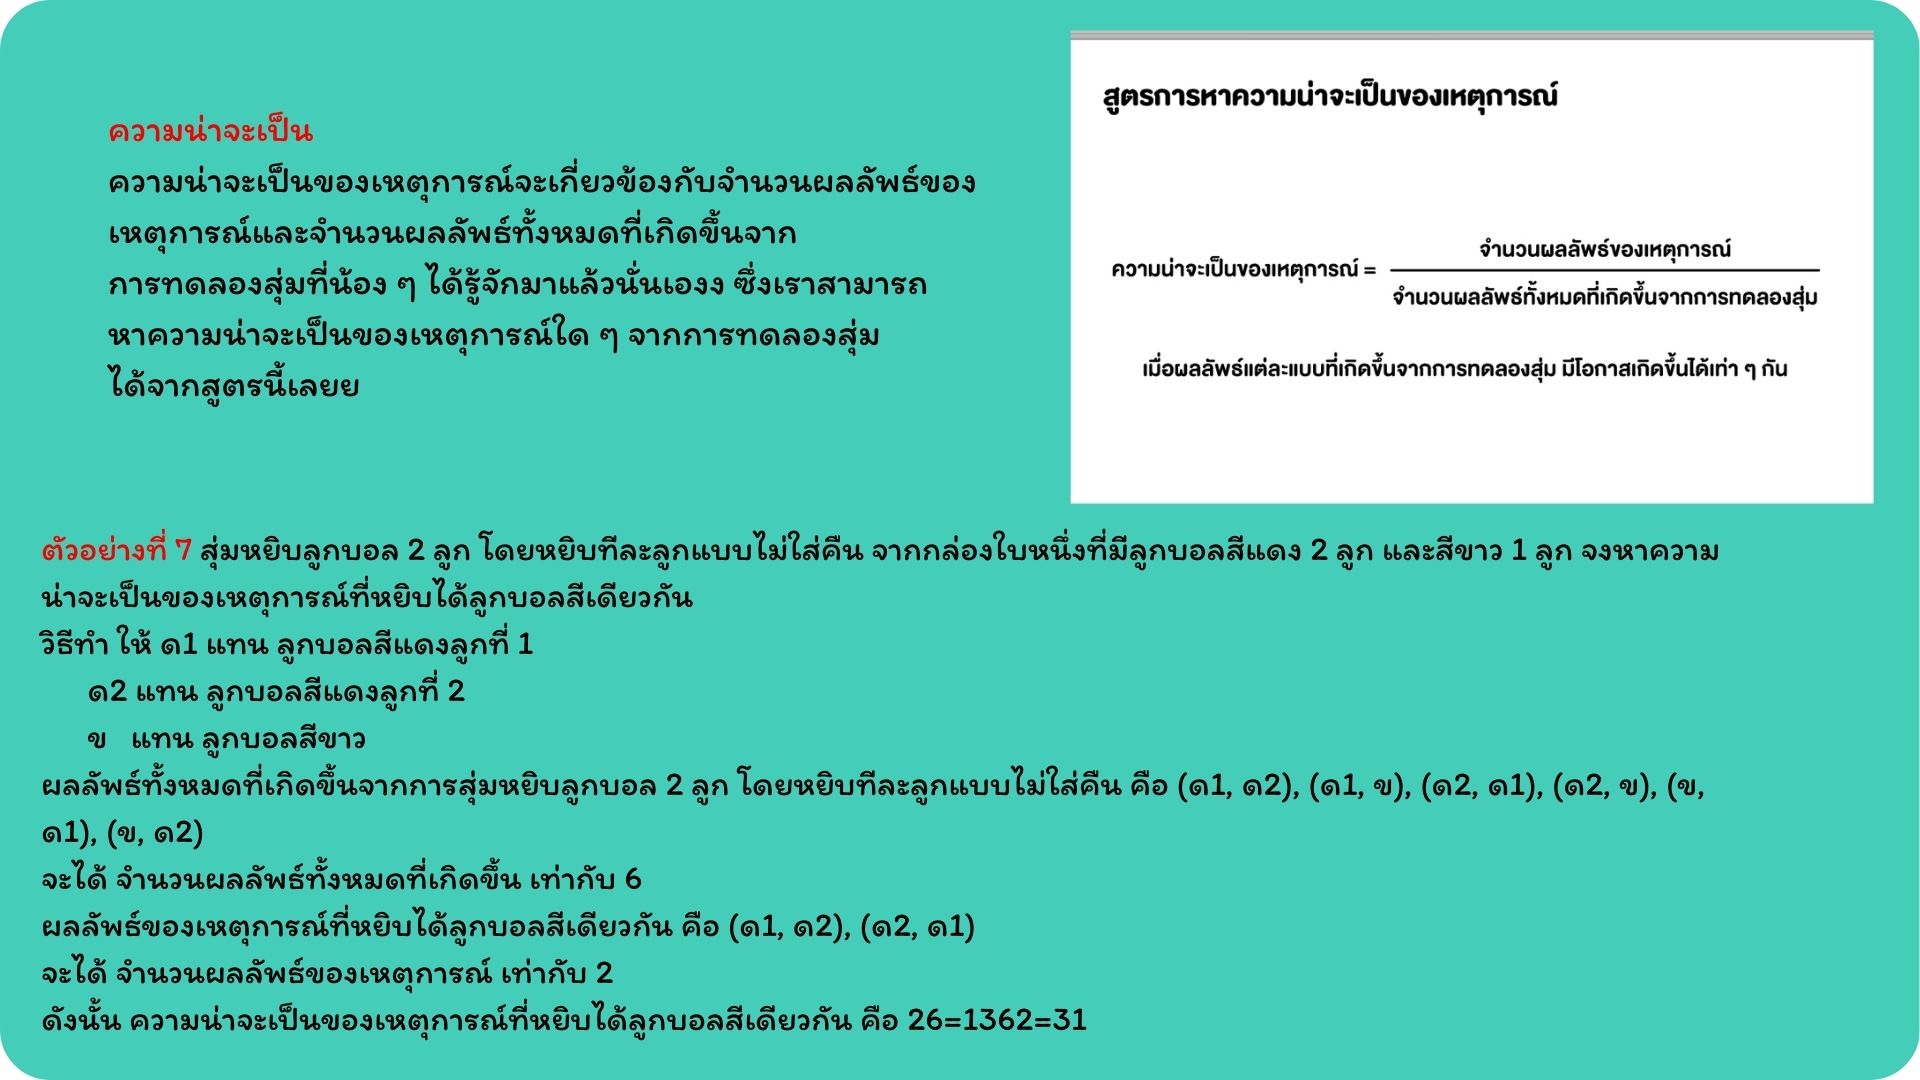 ความน่าจะเป็น
ความน่าจะเป็นของเหตุการณ์จะเกี่ยวข้องกับจำนวนผลลัพธ์ของ
เหตุการณ์และจำนวนผลลัพธ์ทั้งหมดที่เกิดขึ้นจาก
การทดลองสุ่มที่น้อง ๆ ได้รู้จักมาแล้วนั่นเองง ซึ่งเราสามารถ
หาความน่าจะเป็นของเหตุการณ์ใด ๆ จากการทดลองสุ่ม
ได้จากสูตรนี้เลยย
สูตรการหาความน่าจะเป็นของเหตุการณ์
จำนวนผลลัพธ์ของเหตุการณ์
ความน่าจะเป็นของเหตุการณ์ =
จำนวนผลลัพธ์ทั้งหมดที่เกิดขึ้นจากการทดลองสุ่ม
เมื่อผลลัพธ์แต่ละแบบที่เกิดขึ้นจากการทดลองสุ่ม มีโอกาสเกิดขึ้นได้เท่า ๆ กัน
ตัวอย่างที่ 7 สุ่มหยิบลูกบอล 2 ลูก โดยหยิบทีละลูกแบบไม่ใส่คืน จากกล่องใบหนึ่งที่มีลูกบอลสีแดง 2 ลูก และสีขาว 1 ลูก จงหาความ
น่าจะเป็นของเหตุการณ์ที่หยิบได้ลูกบอลสีเดียวกัน
วิธีทำ ให้ ด1 แทน ลูกบอลสีแดงลูกที่ 1
ด2 แทน ลูกบอลสีแดงลูกที่ 2
ข แทน ลูกบอลสีขาว
ผลลัพธ์ทั้งหมดที่เกิดขึ้นจากการสุ่มหยิบลูกบอล 2 ลูก โดยหยิบทีละลูกแบบไม่ใส่คืน คือ (ด1, ด2), (ด1, ข), (ด2, ด1), (ด2, ข), (ข,
ด1), (ข, ด2)
จะได้ จำนวนผลลัพธ์ทั้งหมดที่เกิดขึ้น เท่ากับ 6
ผลลัพธ์ของเหตุการณ์ที่หยิบได้ลูกบอลสีเดียวกัน คือ (ด1, ด2), (ด2, ด1)
จะได้ จำนวนผลลัพธ์ของเหตุการณ์ เท่ากับ 2
ดังนั้น ความน่าจะเป็นของเหตุการณ์ที่หยิบได้ลูกบอลสีเดียวกัน คือ 26=1362=31